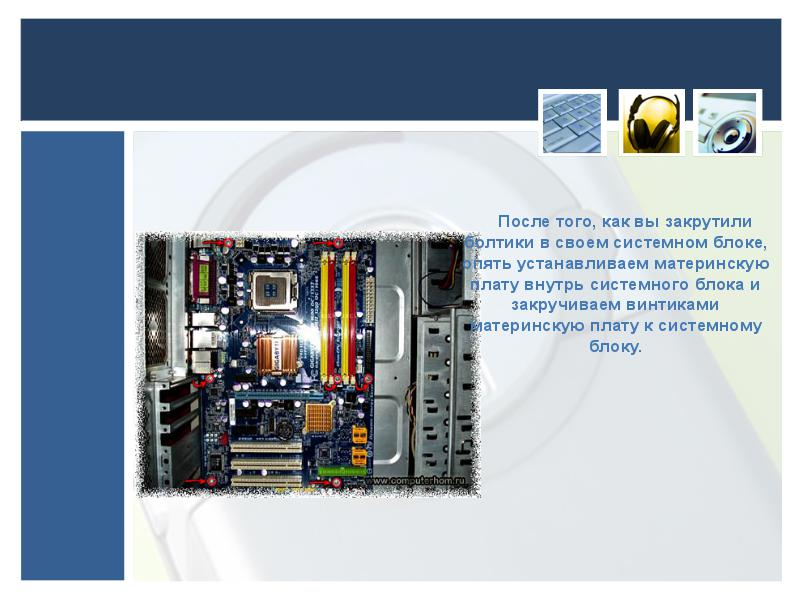 После того, как вы закрутили
болтики в своем системном блоке,
опять устанавливаем материнскую
плату внутрь системного блока и
закручиваем винтиками
материнскую плату к системному
блоку.
GIGABYTE
www.computerhom.ru